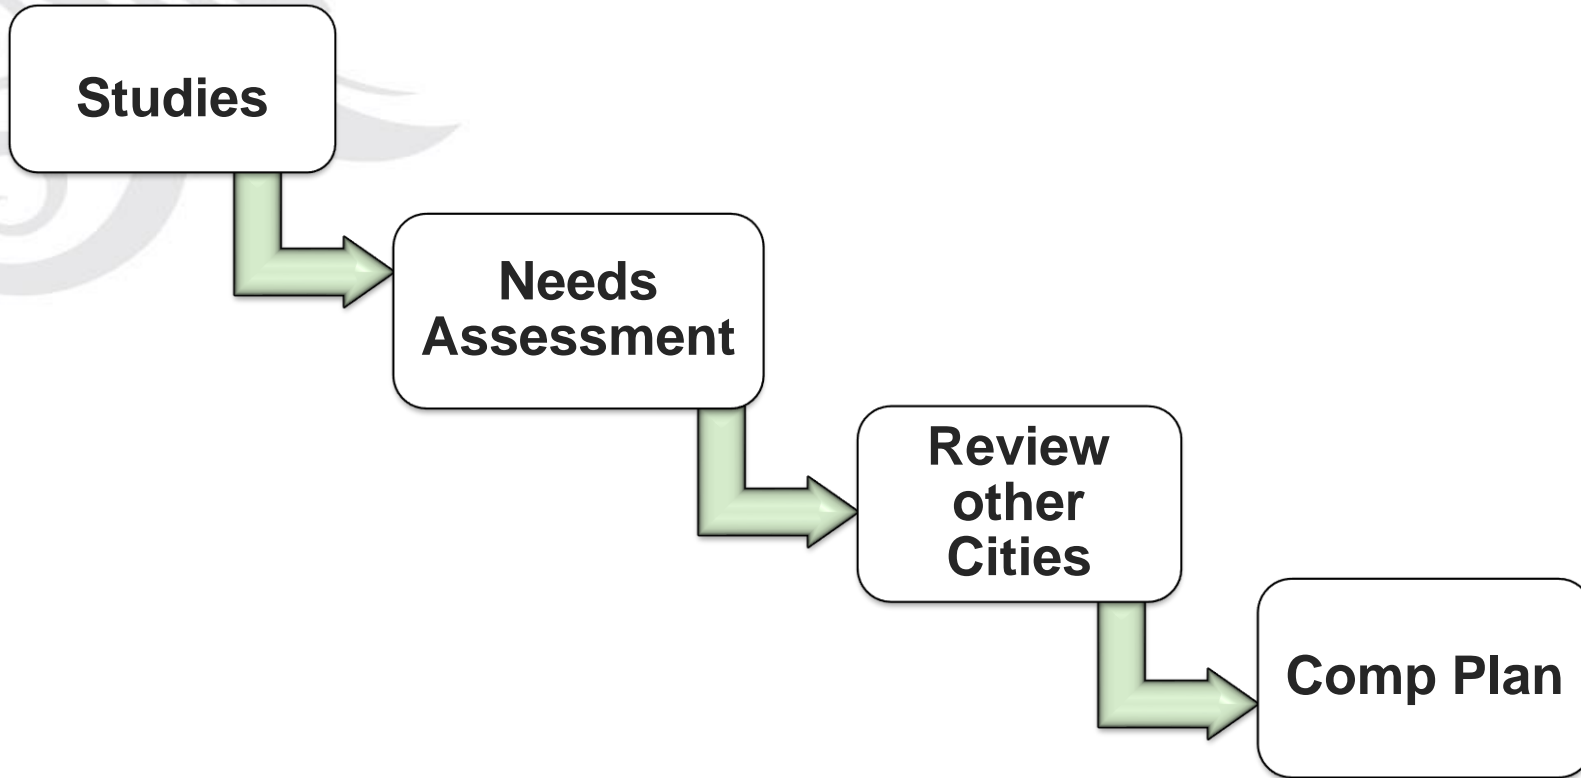 Studies
Needs
Assessment
Review
other
Cities
Comp Plan